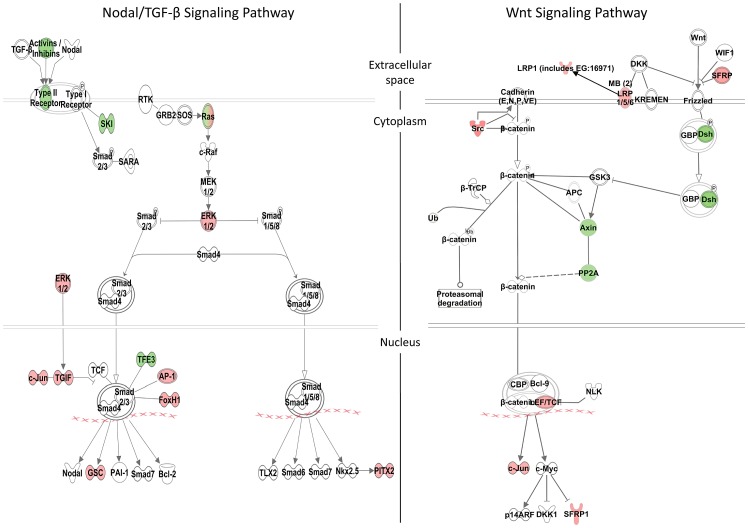 Nodal/TGF-β Signaling Pathway
Wnt Signaling Pathway
Extracellular
space
Cytoplasm
Nucleus
TGF-β
Activins /
Inhibins
Nodal
Type II
Receptor
Type I
Receptor
P
SKI
P
Smad
2/3
SARA
RTK
GRB2
SOS
Ras
c-Raf
MEK
1/2
ERK
1/2
P
Smad
2/3
P
Smad
1/5/8
Smad4
Smad
2/3
Smad4
Smad
1/5/8
Smad4
ERK
1/2
c-Jun
TGIF
TCF
TFE3
AP-1
FoxH1
Smad
2/3
Smad4
Smad
1/5/8
Smad4
Nodal
GSC
PAI-1
Smad7
Bcl-2
TLX2
Smad6
Smad7
Nkx2.5
PITX2
Wnt
WIF1
SFRP
DKK
LRP1 (includes EG:16971)
MB (2)
LRP
1/5/6
KREMEN
Frizzled
Cadherin
(E,N,P,VE)
P
Src
β-catenin
P
GBP
Dsh
P
β-catenin
P
GSK3
GBP
Dsh
P
β-TrCP
APC
Ub
Axin
Ub
β-catenin
PP2A
β-catenin
Proteasomal
degradation
CBP
Bcl-9
β-catenin
LEF/TCF
NLK
c-Jun
c-Myc
p14ARF
DKK1
SFRP1